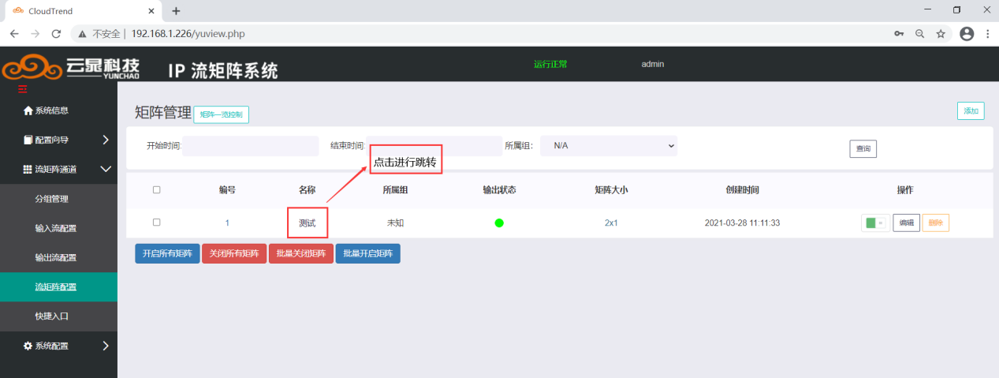 CloudTrend
不安全 | 192.168.1.226/yuview.php
云晁科技
YUNCHAO
IP 流矩阵系统
运行正常
admin
系统信息
配置向导
流矩阵通道
分组管理
输入流配置
输出流配置
流矩阵配置
快捷入口
系统配置
矩阵管理 矩阵一览控制 添加
开始时间: 结束时间: 所属组: N/A 查询
点击进行跳转
编号 名称 所属组 输出状态 矩阵大小 创建时间 操作
1 测试 未知 2x1 2021-03-28 11:11:33 编辑 删除
开启所有矩阵 关闭所有矩阵 批量关闭矩阵 批量开启矩阵